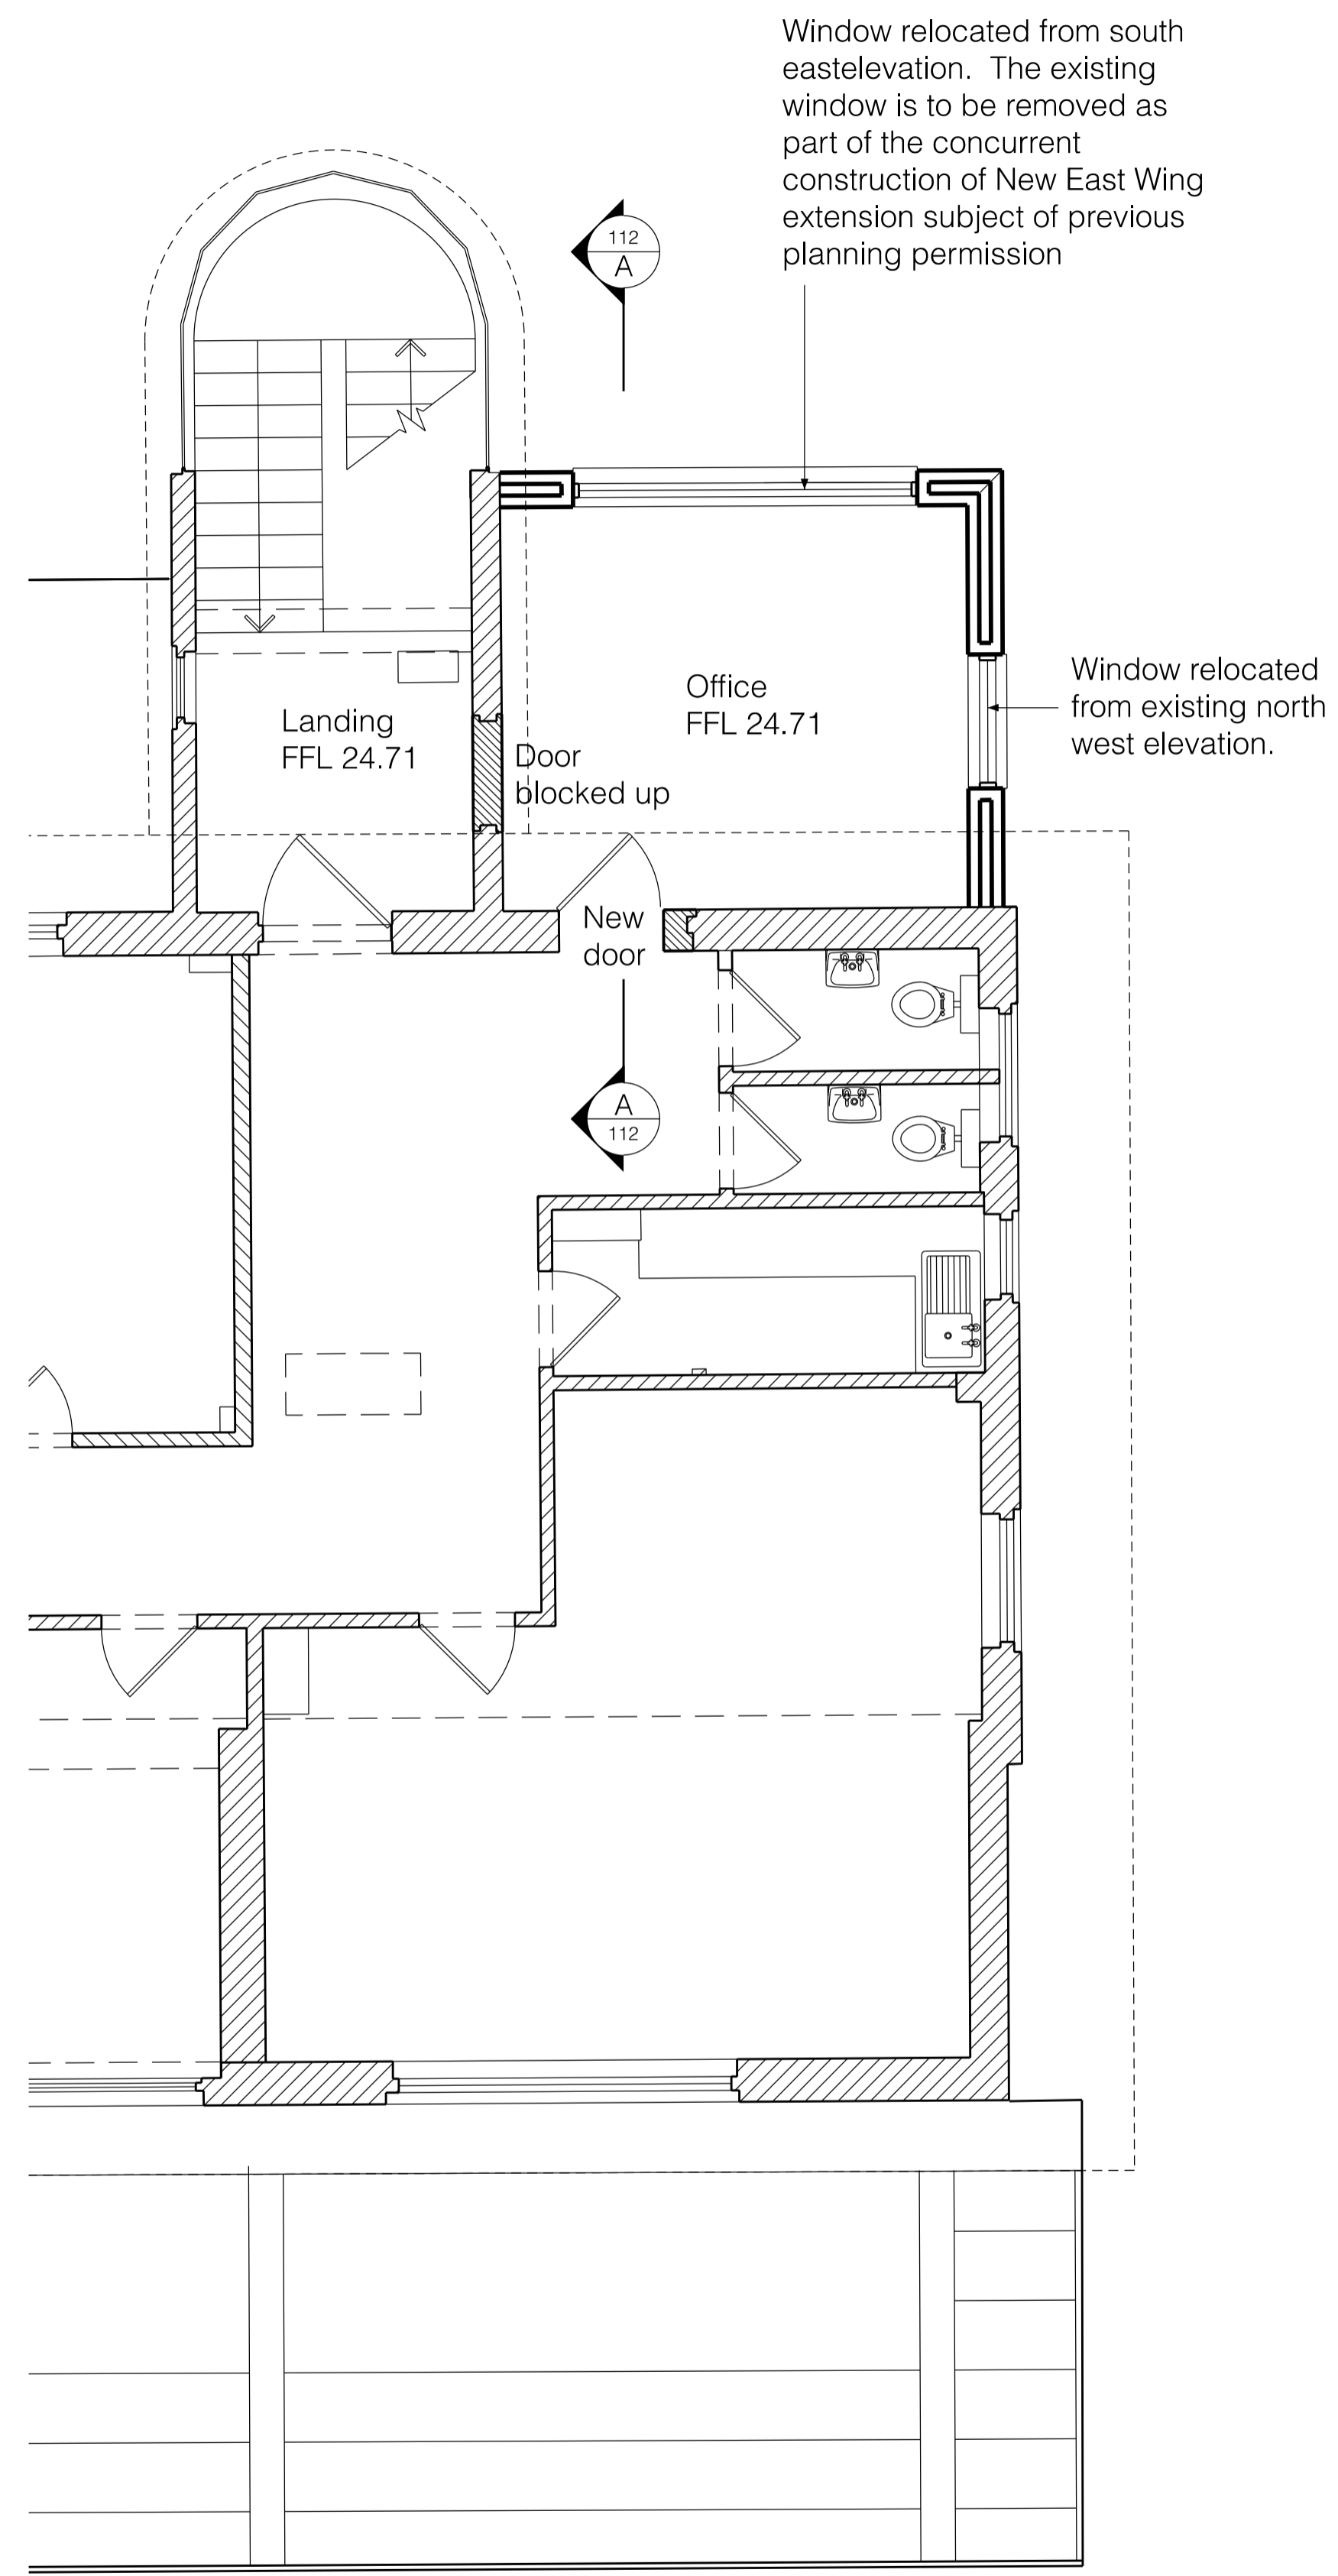 Window relocated from south
eastelevation. The existing
window is to be removed as
part of the concurrent
construction of New East Wing
extension subject of previous
planning permission
112
A
Office
FFL 24.71
Window relocated
from existing north
west elevation.
Landing
FFL 24.71
Door
blocked up
New
door
A
112